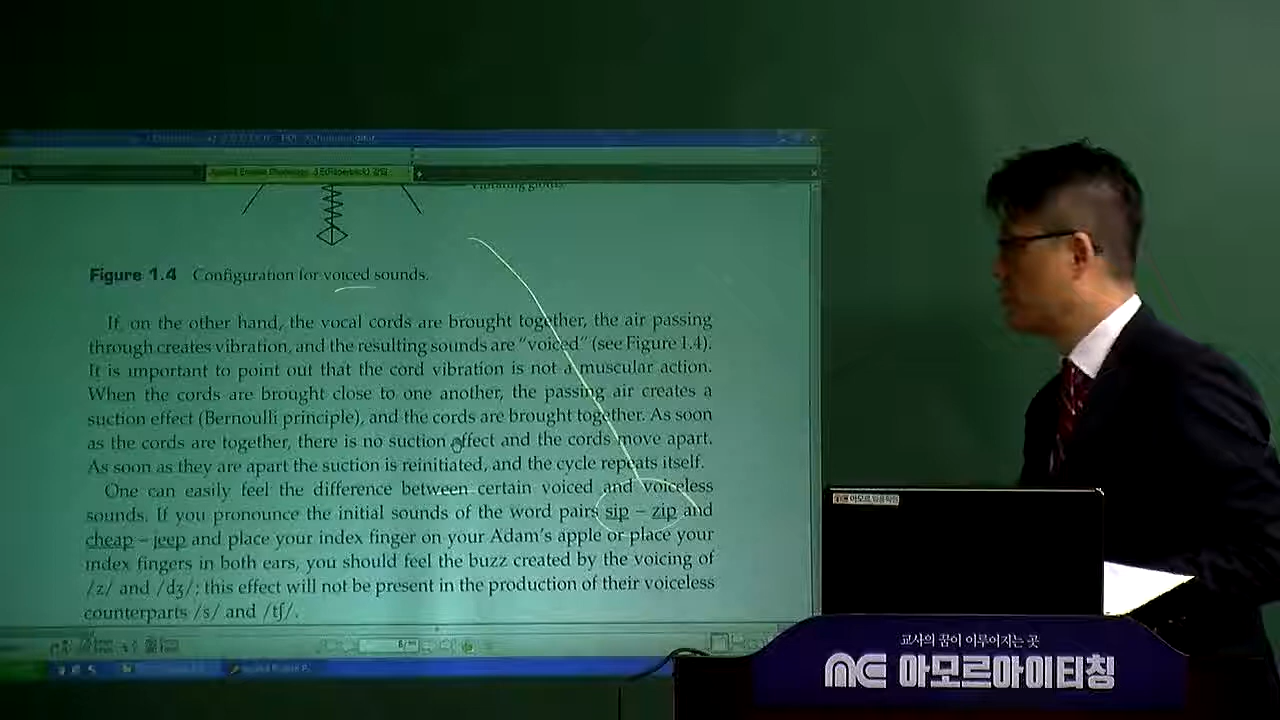 Applied English Phonology, 3.E(Paperback)
vibrating glottis
Figure 1.4 Configuration for voiced sounds.
If, on the other hand, the vocal cords are brought together, the air passing
through creates vibration, and the resulting sounds are “voiced” (see Figure 1.4).
It is important to point out that the cord vibration is not a muscular action.
When the cords are brought close to one another, the passing air creates a
suction effect (Bernoulli principle), and the cords are brought together. As soon
as the cords are together, there is no suction effect and the cords move apart.
As soon as they are apart the suction is reinitiated, and the cycle repeats itself.
One can easily feel the difference between certain voiced and voiceless
sounds. If you pronounce the initial sounds of the word pairs sip – zip and
cheap – jeep and place your index finger on your Adam’s apple or place your
index fingers in both ears, you should feel the buzz created by the voicing of
/z/ and /dʒ/; this effect will not be present in the production of their voiceless
counterparts /s/ and /tʃ/.
교사의 꿈이 이루어지는 곳
아모르아이티칭